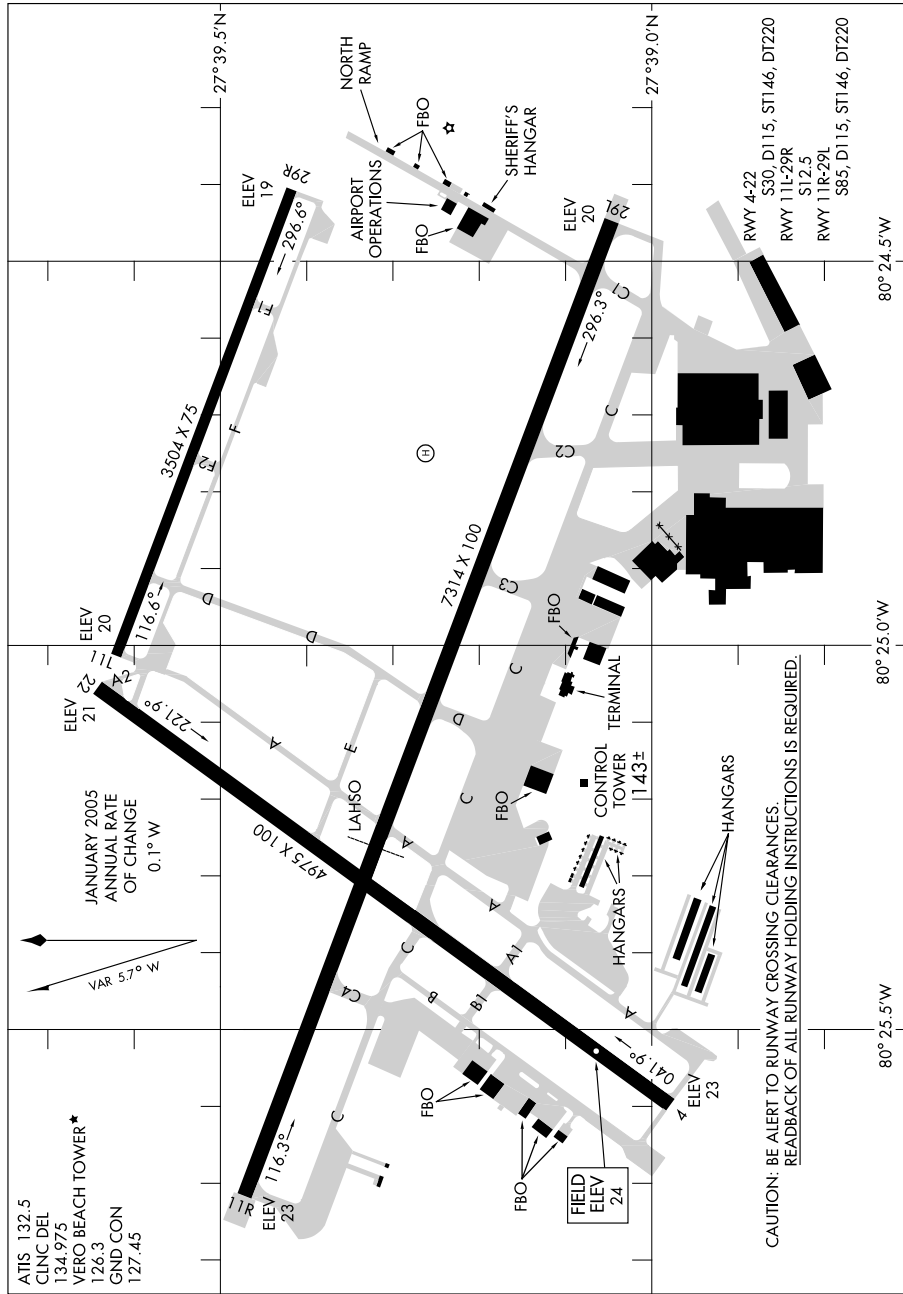 ATIS 132.5
CLNC DEL
134.975
VERO BEACH TOWER★
126.3
GND CON
127.45
VAR 5.7° W
JANUARY 2005
ANNUAL RATE
OF CHANGE
0.1° W
27°39.5'N
27°39.0'N
80°25.5'W
80°25.0'W
80°24.5'W
ELEV
21
22
A2
221.9°
4975 X 100
ELEV
20
11L
116.6°
3504 X 75
F2
F
F1
296.6°
29R
ELEV
19
NORTH
RAMP
FBO
AIRPORT
OPERATIONS
FBO
SHERIFF'S
HANGAR
H
D
D
D
A
E
LAHSO
A
7314 X 100
11R
ELEV
23
116.3°
C
C4
C
B
B1
A1
A
A
C
C
C3
C2
C
C1
296.3°
29L
ELEV
20
FBO
FBO
FIELD
ELEV
24
041.9°
4
ELEV
23
HANGARS
FBO
CONTROL
TOWER
143±
TERMINAL
FBO
HANGARS
RWY 4-22
S30, D115, ST146, DT220
RWY 11L-29R
S12.5
RWY 11R-29L
S85, D115, ST146, DT220
CAUTION: BE ALERT TO RUNWAY CROSSING CLEARANCES.
READBACK OF ALL RUNWAY HOLDING INSTRUCTIONS IS REQUIRED.